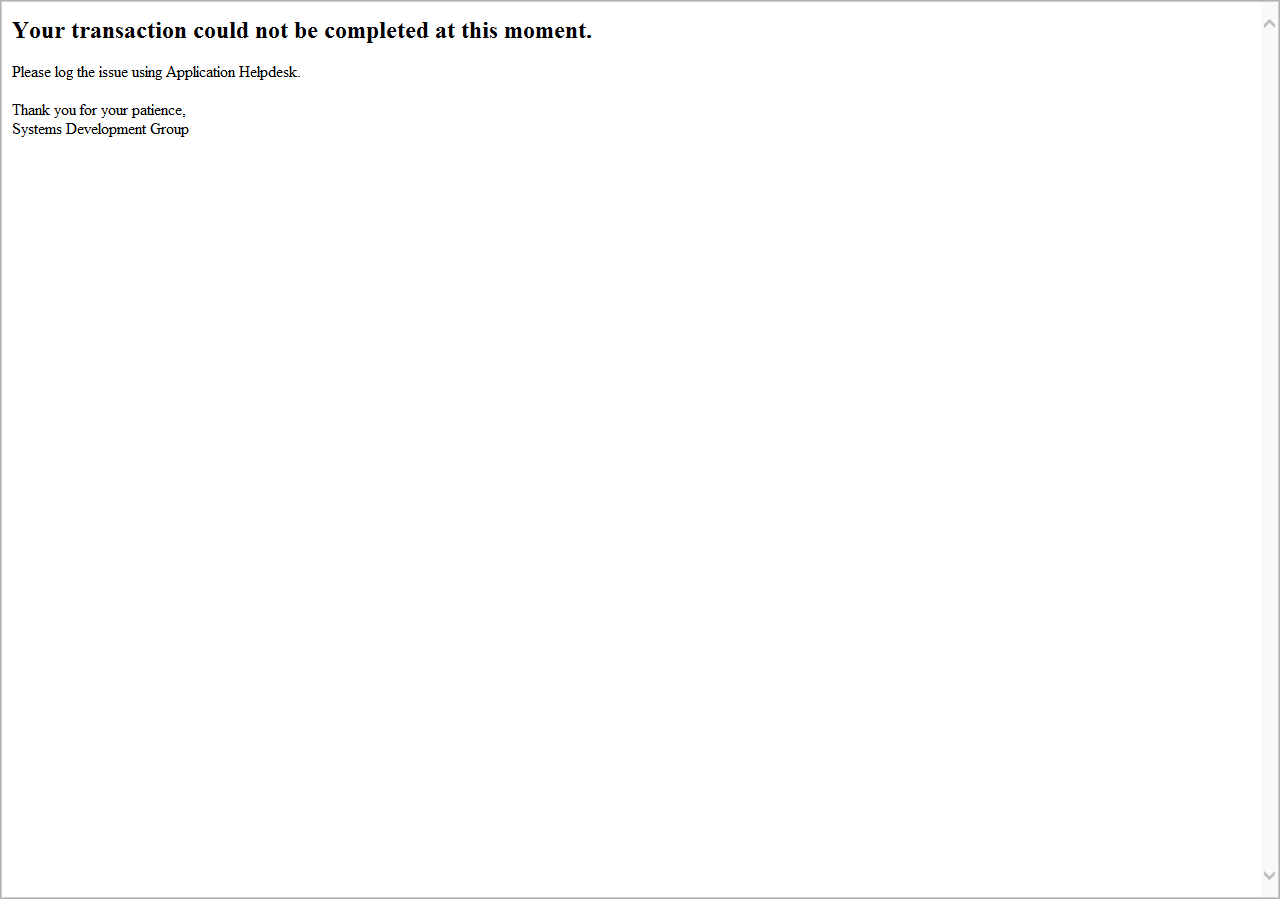 Your transaction could not be completed at this moment.
Please log the issue using Application Helpdesk.
Thank you for your patience,
Systems Development Group